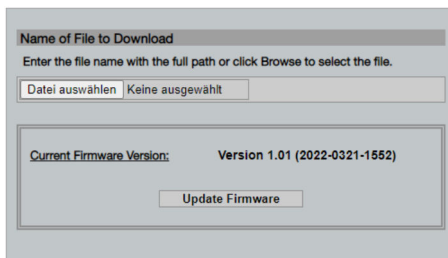 Name of File to Download
Enter the file name with the full path or click Browse to select the file.
Datei auswählen Keine ausgewählt
Current Firmware Version: Version 1.01 (2022-0321-1552)
Update Firmware